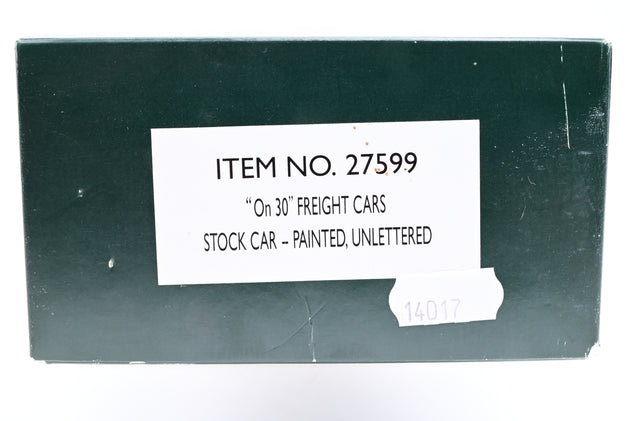 ITEM NO. 27599
“On 30” FREIGHT CARS
STOCK CAR – PAINTED, UNLETTERED
14017